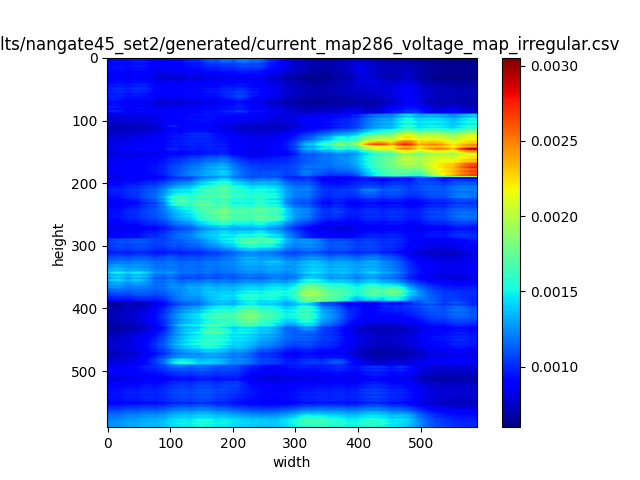 lts/nangate45_set2/generated/current_map286_voltage_map_irregular.csv
0
100
200
300
400
500
height
0 100 200 300 400 500
width
0.0030
0.0025
0.0020
0.0015
0.0010